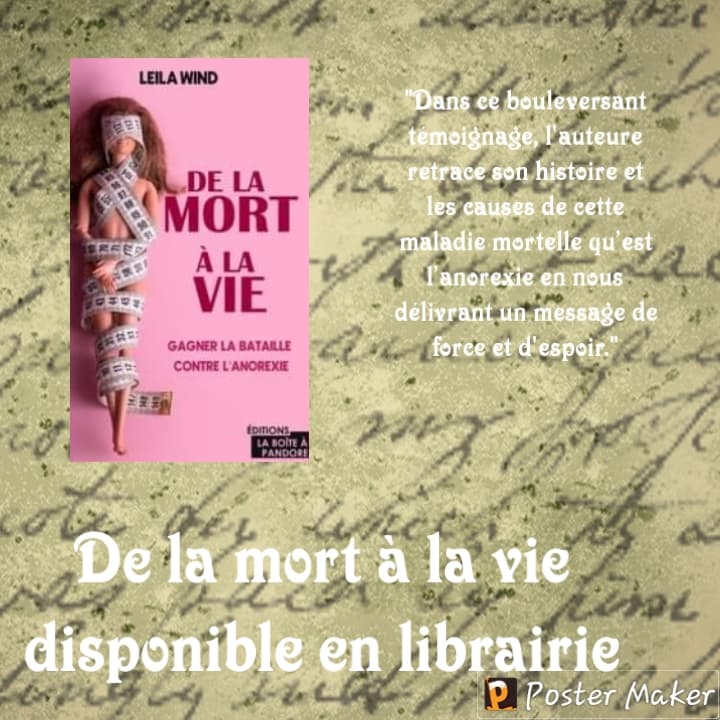 LEILA WIND
DE LA
MORT
À LA
VIE
GAGNER LA BATAILLE
CONTRE L'ANOREXIE
ÉDITIONS
LA BOÎTE À
PANDORE
"Dans ce bouleversant
témoignage, l'auteure
retrace son histoire et
les causes de cette
maladie mortelle qu'est
l'anorexie en nous
délivrant un message de
force et d'espoir."
De la mort à la vie
disponible en librairie
Poster Maker